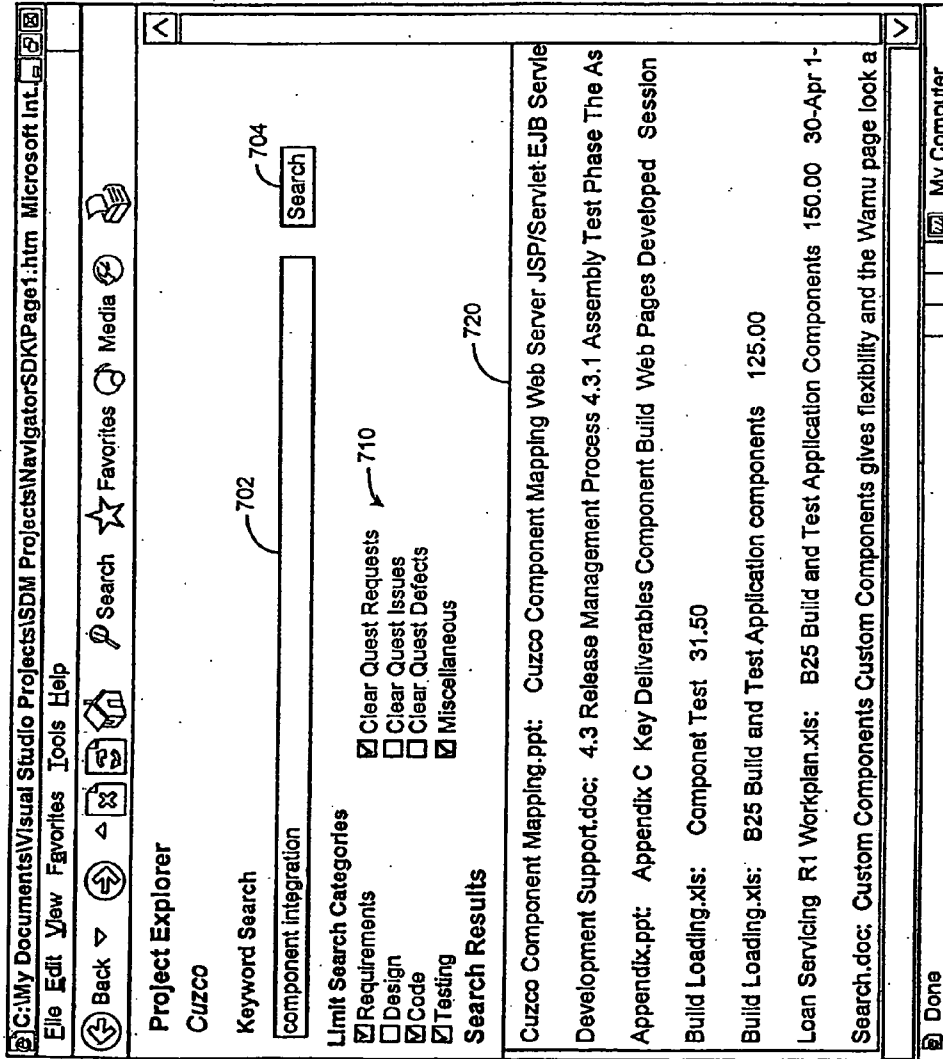 C:\My Documents\Visual Studio Projects\SDM Projects\NavigatorSDK\Page1.htm Microsoft Int.
File Edit View Favorites Tools Help
Back Search Favorites Media
Project Explorer
Cuzco
Keyword Search
702
704
component integration
Search
Limit Search Categories
Requirements
Design
Code
Testing
Clear Quest Requests
Clear Quest Issues
Clear Quest Defects
Miscellaneous
710
Search Results
720
Cuzco Component Mapping.ppt: Cuzco Component Mapping Web Server JSP/Servlet EJB Servle
Development Support.doc: 4.3 Release Management Process 4.3.1 Assembly Test Phase The As
Appendix.ppt: Appendix C Key Deliverables Component Build Web Pages Developed Session
Build Loading.xls: Componet Test 31.50
Build Loading.xls: B25 Build and Test Application components 125.00
Loan Servicing R1 Workplan.xls: B25 Build and Test Application Components 150.00 30-Apr 1-
Search.doc: Custom Components Custom Components gives flexibility and the Wamu page look a
Done
My Computer